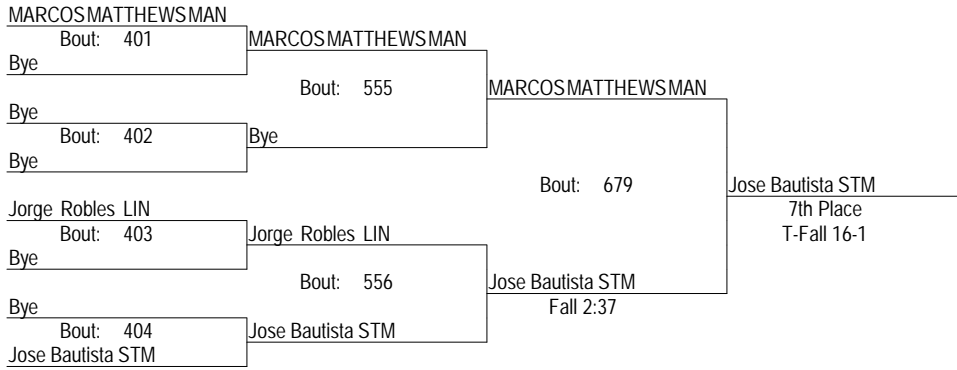 MARCOS MATTHEWS MAN
Bout: 401
MARCOS MATTHEWS MAN
Bye
Bout: 555
MARCOS MATTHEWS MAN
Bye
Bout: 402
Bye
Bye
Bout: 679
Jose Bautista STM
Jorge Robles LIN
7th Place
Bout: 403
Jorge Robles LIN
T-Fall 16-1
Bye
Bout: 556
Jose Bautista STM
Bye
Fall 2:37
Bout: 404
Jose Bautista STM
Jose Bautista STM